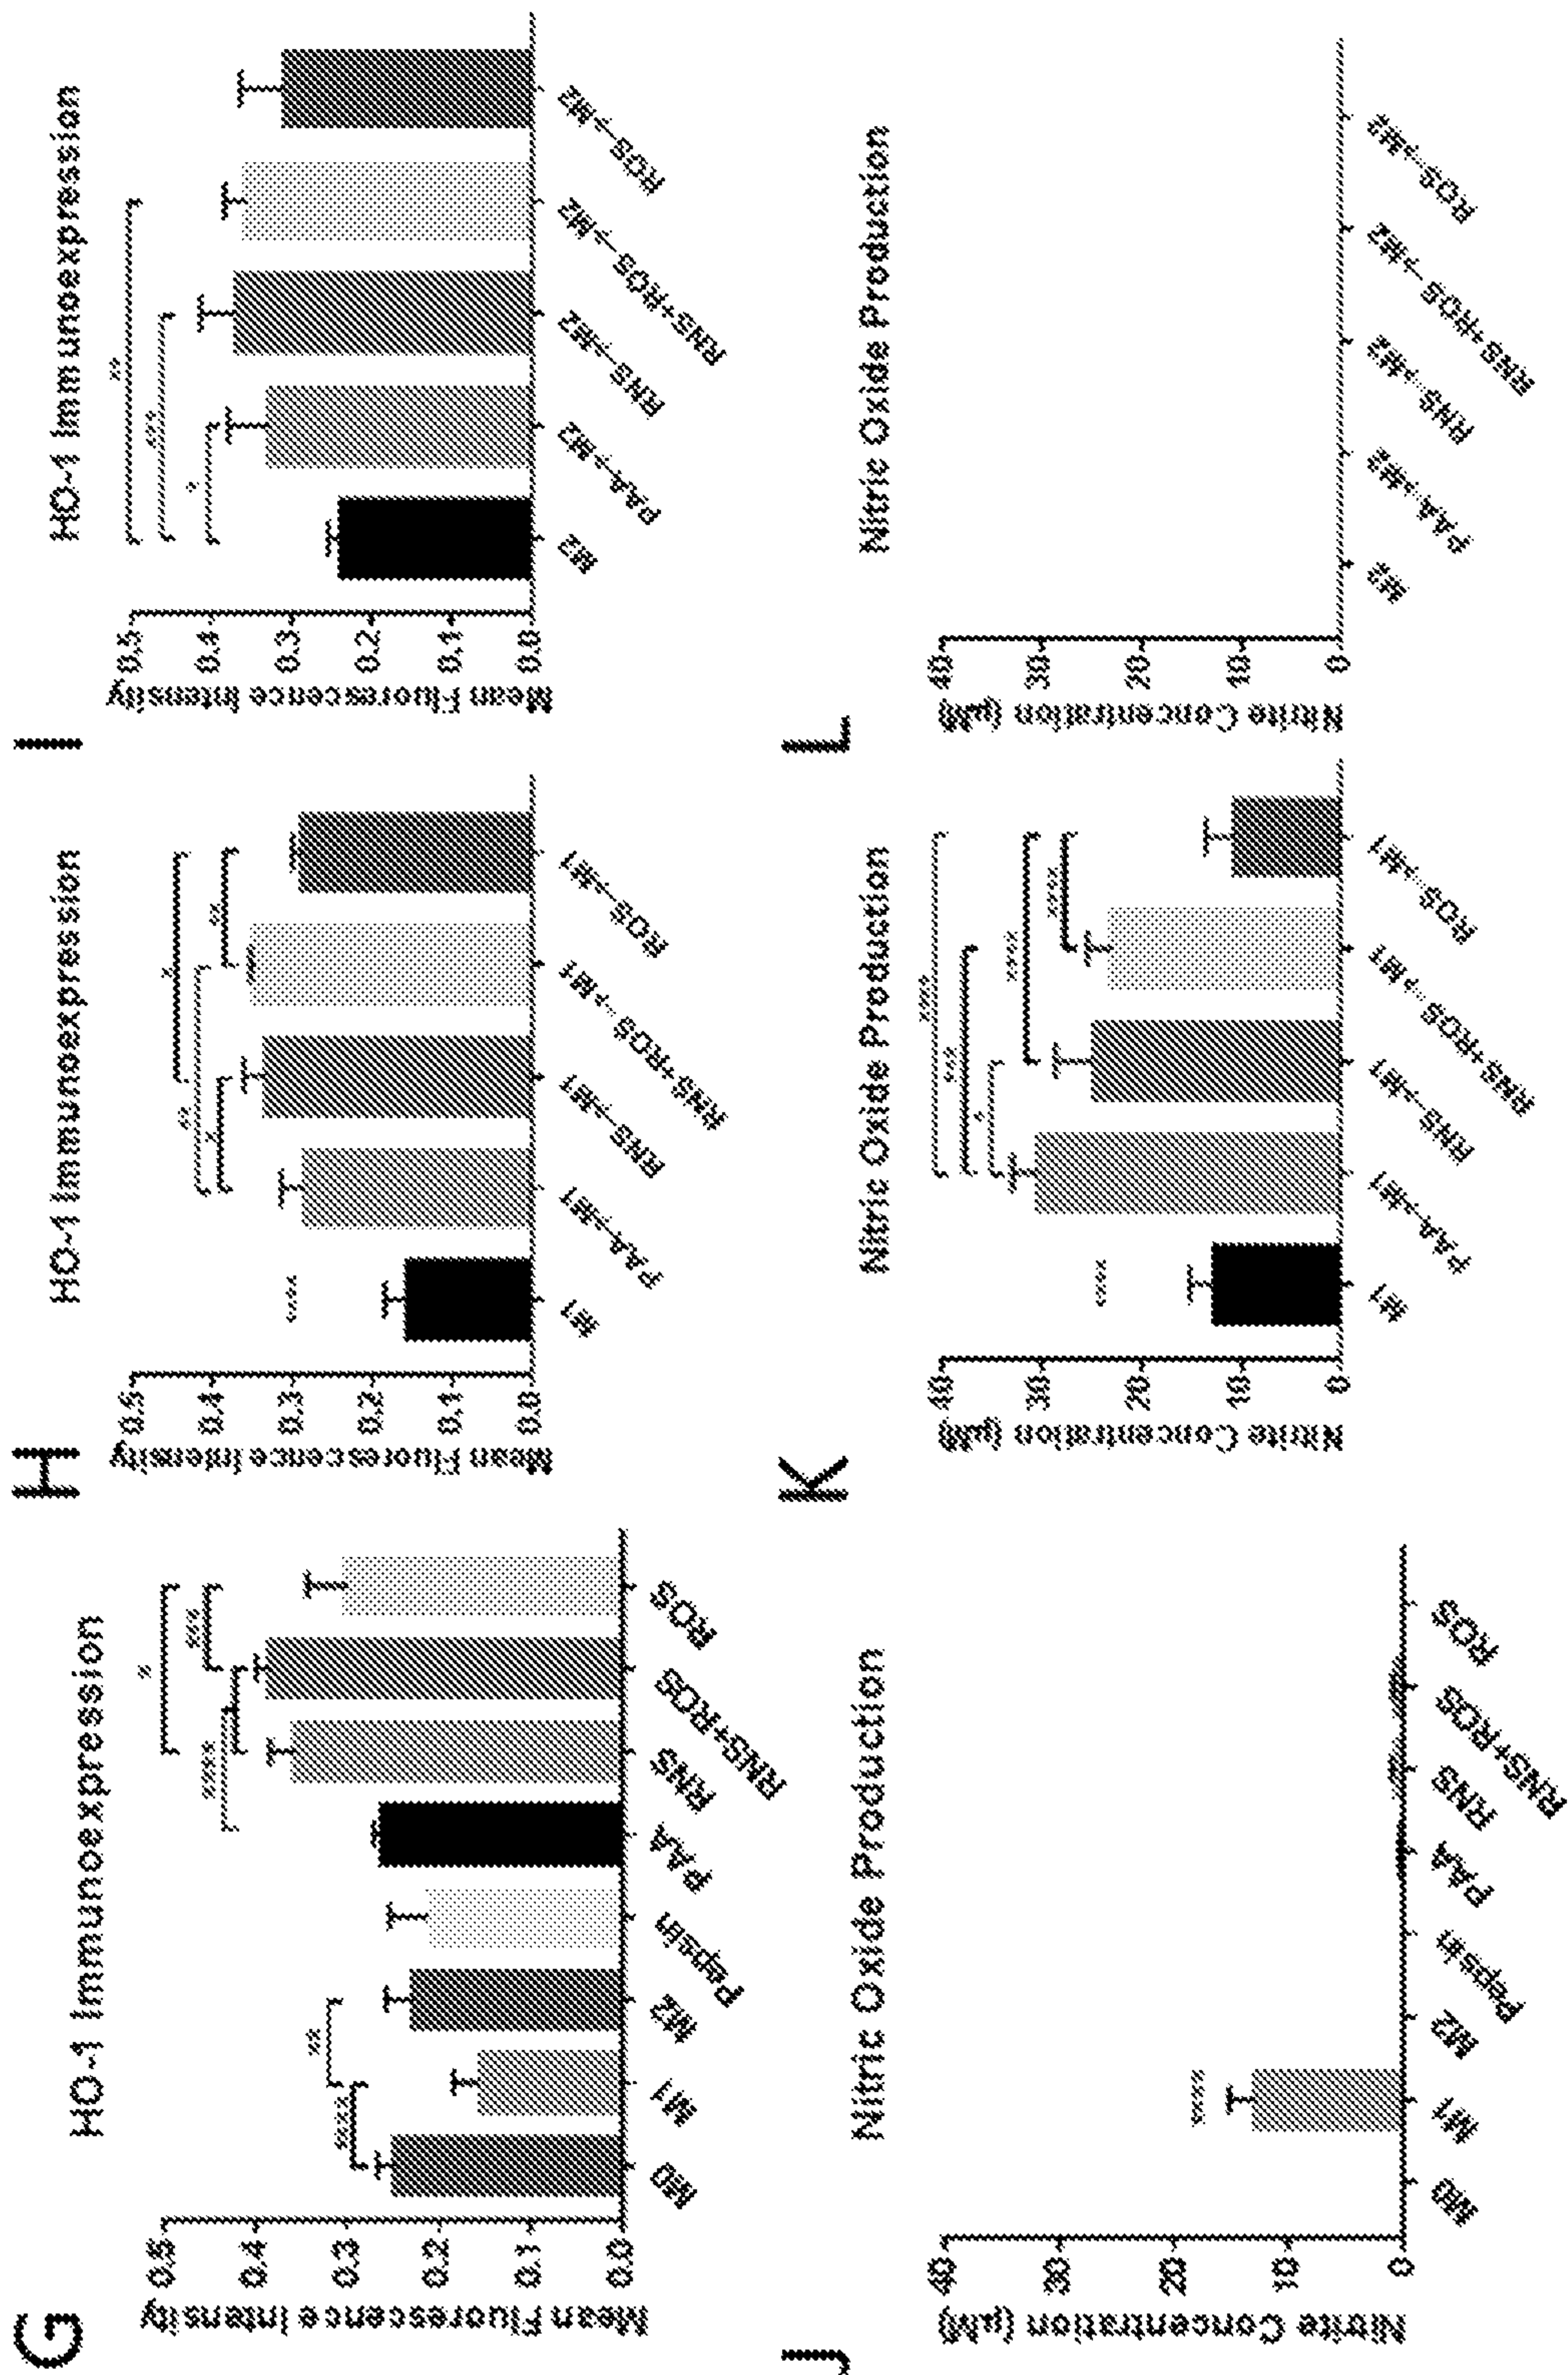 G
HO-1 Immunoexpression
Mean Fluorescence Intensity
0.5
0.4
0.3
0.2
0.1
0.0
****
**
****
***
*
M0
M1
M2
Pepsin
PAA
RNS
RNS+ROS
ROS
H
HO-1 Immunoexpression
Mean Fluorescence Intensity
0.5
0.4
0.3
0.2
0.1
0.0
****
*
**
*
**
M1
PAA→M1
RNS→M1
RNS+ROS→M1
ROS→M1
I
HO-1 Immunoexpression
Mean Fluorescence Intensity
0.5
0.4
0.3
0.2
0.1
0.0
*
***
**
M2
PAA→M2
RNS→M2
RNS+ROS→M2
ROS→M2
J
Nitric Oxide Production
Nitrite Concentration (μM)
40
30
20
10
0
****
M0
M1
M2
Pepsin
PAA
RNS
RNS+ROS
ROS
K
Nitric Oxide Production
Nitrite Concentration (μM)
40
30
20
10
0
****
*
***
****
****
****
M1
PAA→M1
RNS→M1
RNS+ROS→M1
ROS→M1
L
Nitric Oxide Production
Nitrite Concentration (μM)
40
30
20
10
0
M2
PAA→M2
RNS→M2
RNS+ROS→M2
ROS→M2